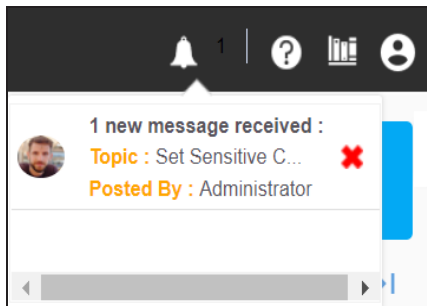 1
1 new message received :
Topic : Set Sensitive C...
Posted By : Administrator